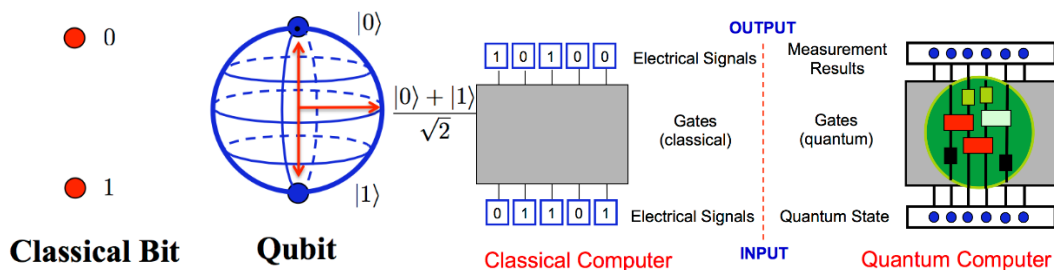 0
1
Classical Bit
|0⟩
|0⟩ + |1⟩
√2
|1⟩
Qubit
OUTPUT
1 0 1 0 0
Electrical Signals
Gates
(classical)
0 1 1 0 1
Electrical Signals
Classical Computer
Measurement
Results
Gates
(quantum)
Quantum State
INPUT
Quantum Computer